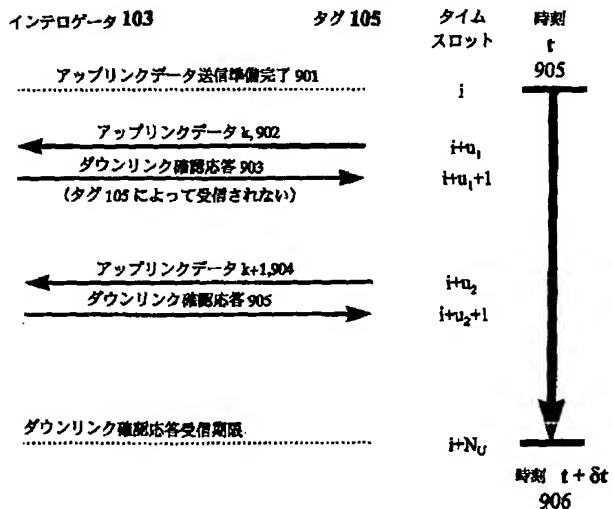 インテロゲータ 103 タグ 105 タイム 時刻
スロット t
905
アップリンクデータ送信準備完了 901 i
アップリンクデータ k, 902 i+u₁
ダウンリンク確認応答 903 i+u₁+1
(タグ 105 によって受信されない)
アップリンクデータ k+1,904 i+u₂
ダウンリンク確認応答 905 i+u₂+1
ダウンリンク確認応答受信期限 i+N_U
時刻 t + δt
906